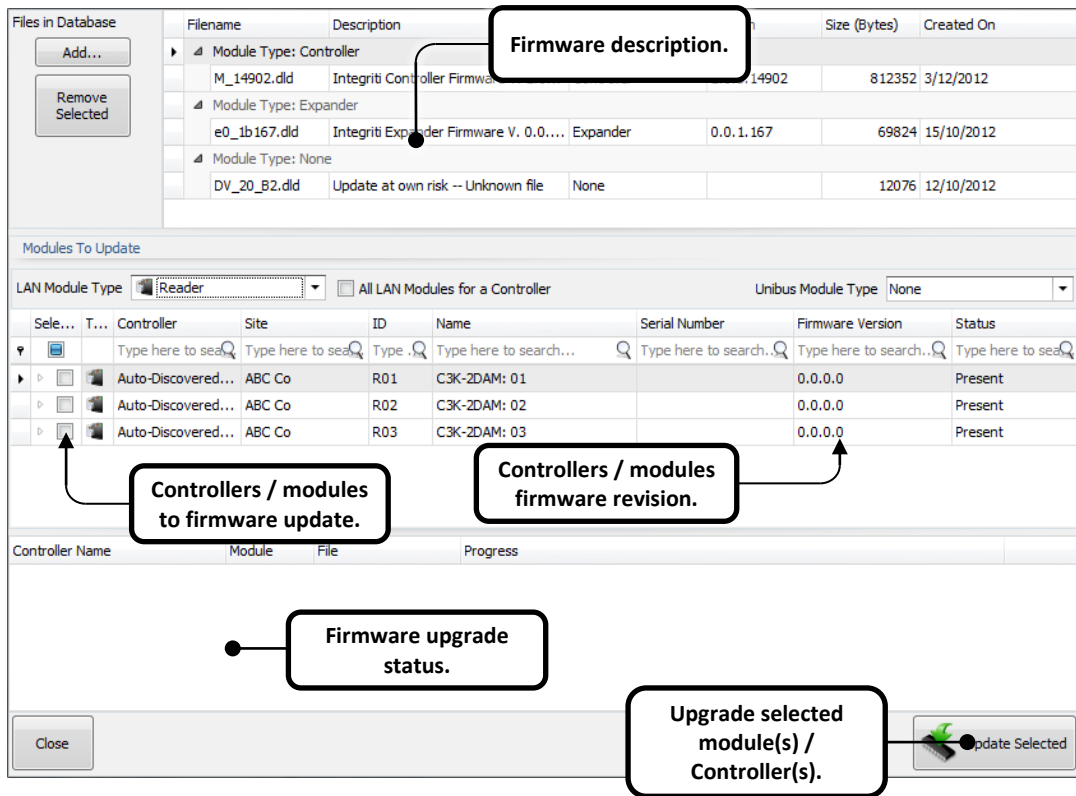 Files in Database
Add...
Remove
Selected
Filename Description Size (Bytes) Created On
Module Type: Controller
M_14902.dld Integriti Controller 14902 812352 3/12/2012
Module Type: Expander
e0_1b167.dld Integriti Expander Firmware V. 0.0.... Expander 0.0.1.167 69824 15/10/2012
Module Type: None
DV_20_B2.dld Update at own risk -- Unknown file None 12076 12/10/2012
Firmware description.
Modules To Update
LAN Module Type Reader All LAN Modules for a Controller Unibus Module Type None
Sele... T... Controller Site ID Name Serial Number Firmware Version Status
Type here to sea Type here to sea Type . Type here to search... Type here to search.. Type here to search.. Type here to sea
Auto-Discovered... ABC Co R01 C3K-2DAM: 01 0.0.0.0 Present
Auto-Discovered... ABC Co R02 C3K-2DAM: 02 0.0.0.0 Present
Auto-Discovered... ABC Co R03 C3K-2DAM: 03 0.0.0.0 Present
Controllers / modules
to firmware update.
Controllers / modules
firmware revision.
Controller Name Module File Progress
Firmware upgrade
status.
Upgrade selected
module(s) /
Controller(s).
Close
pdate Selected